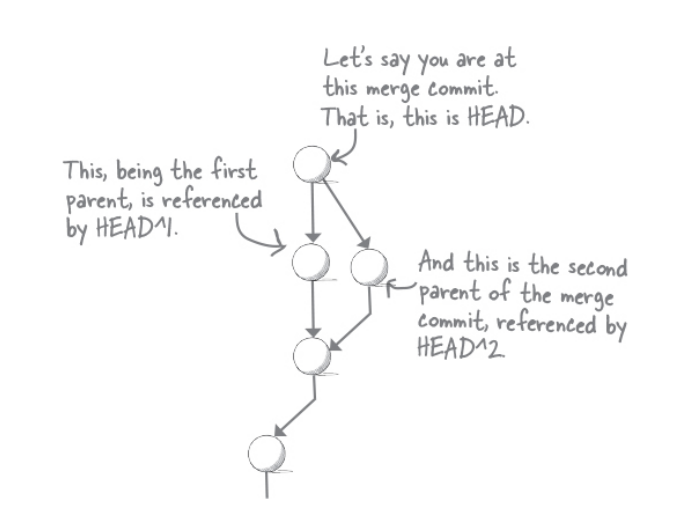 Let's say you are at
this merge commit.
That is, this is HEAD.
This, being the first
parent, is referenced
by HEAD^1.
And this is the second
parent of the merge
commit, referenced by
HEAD^2